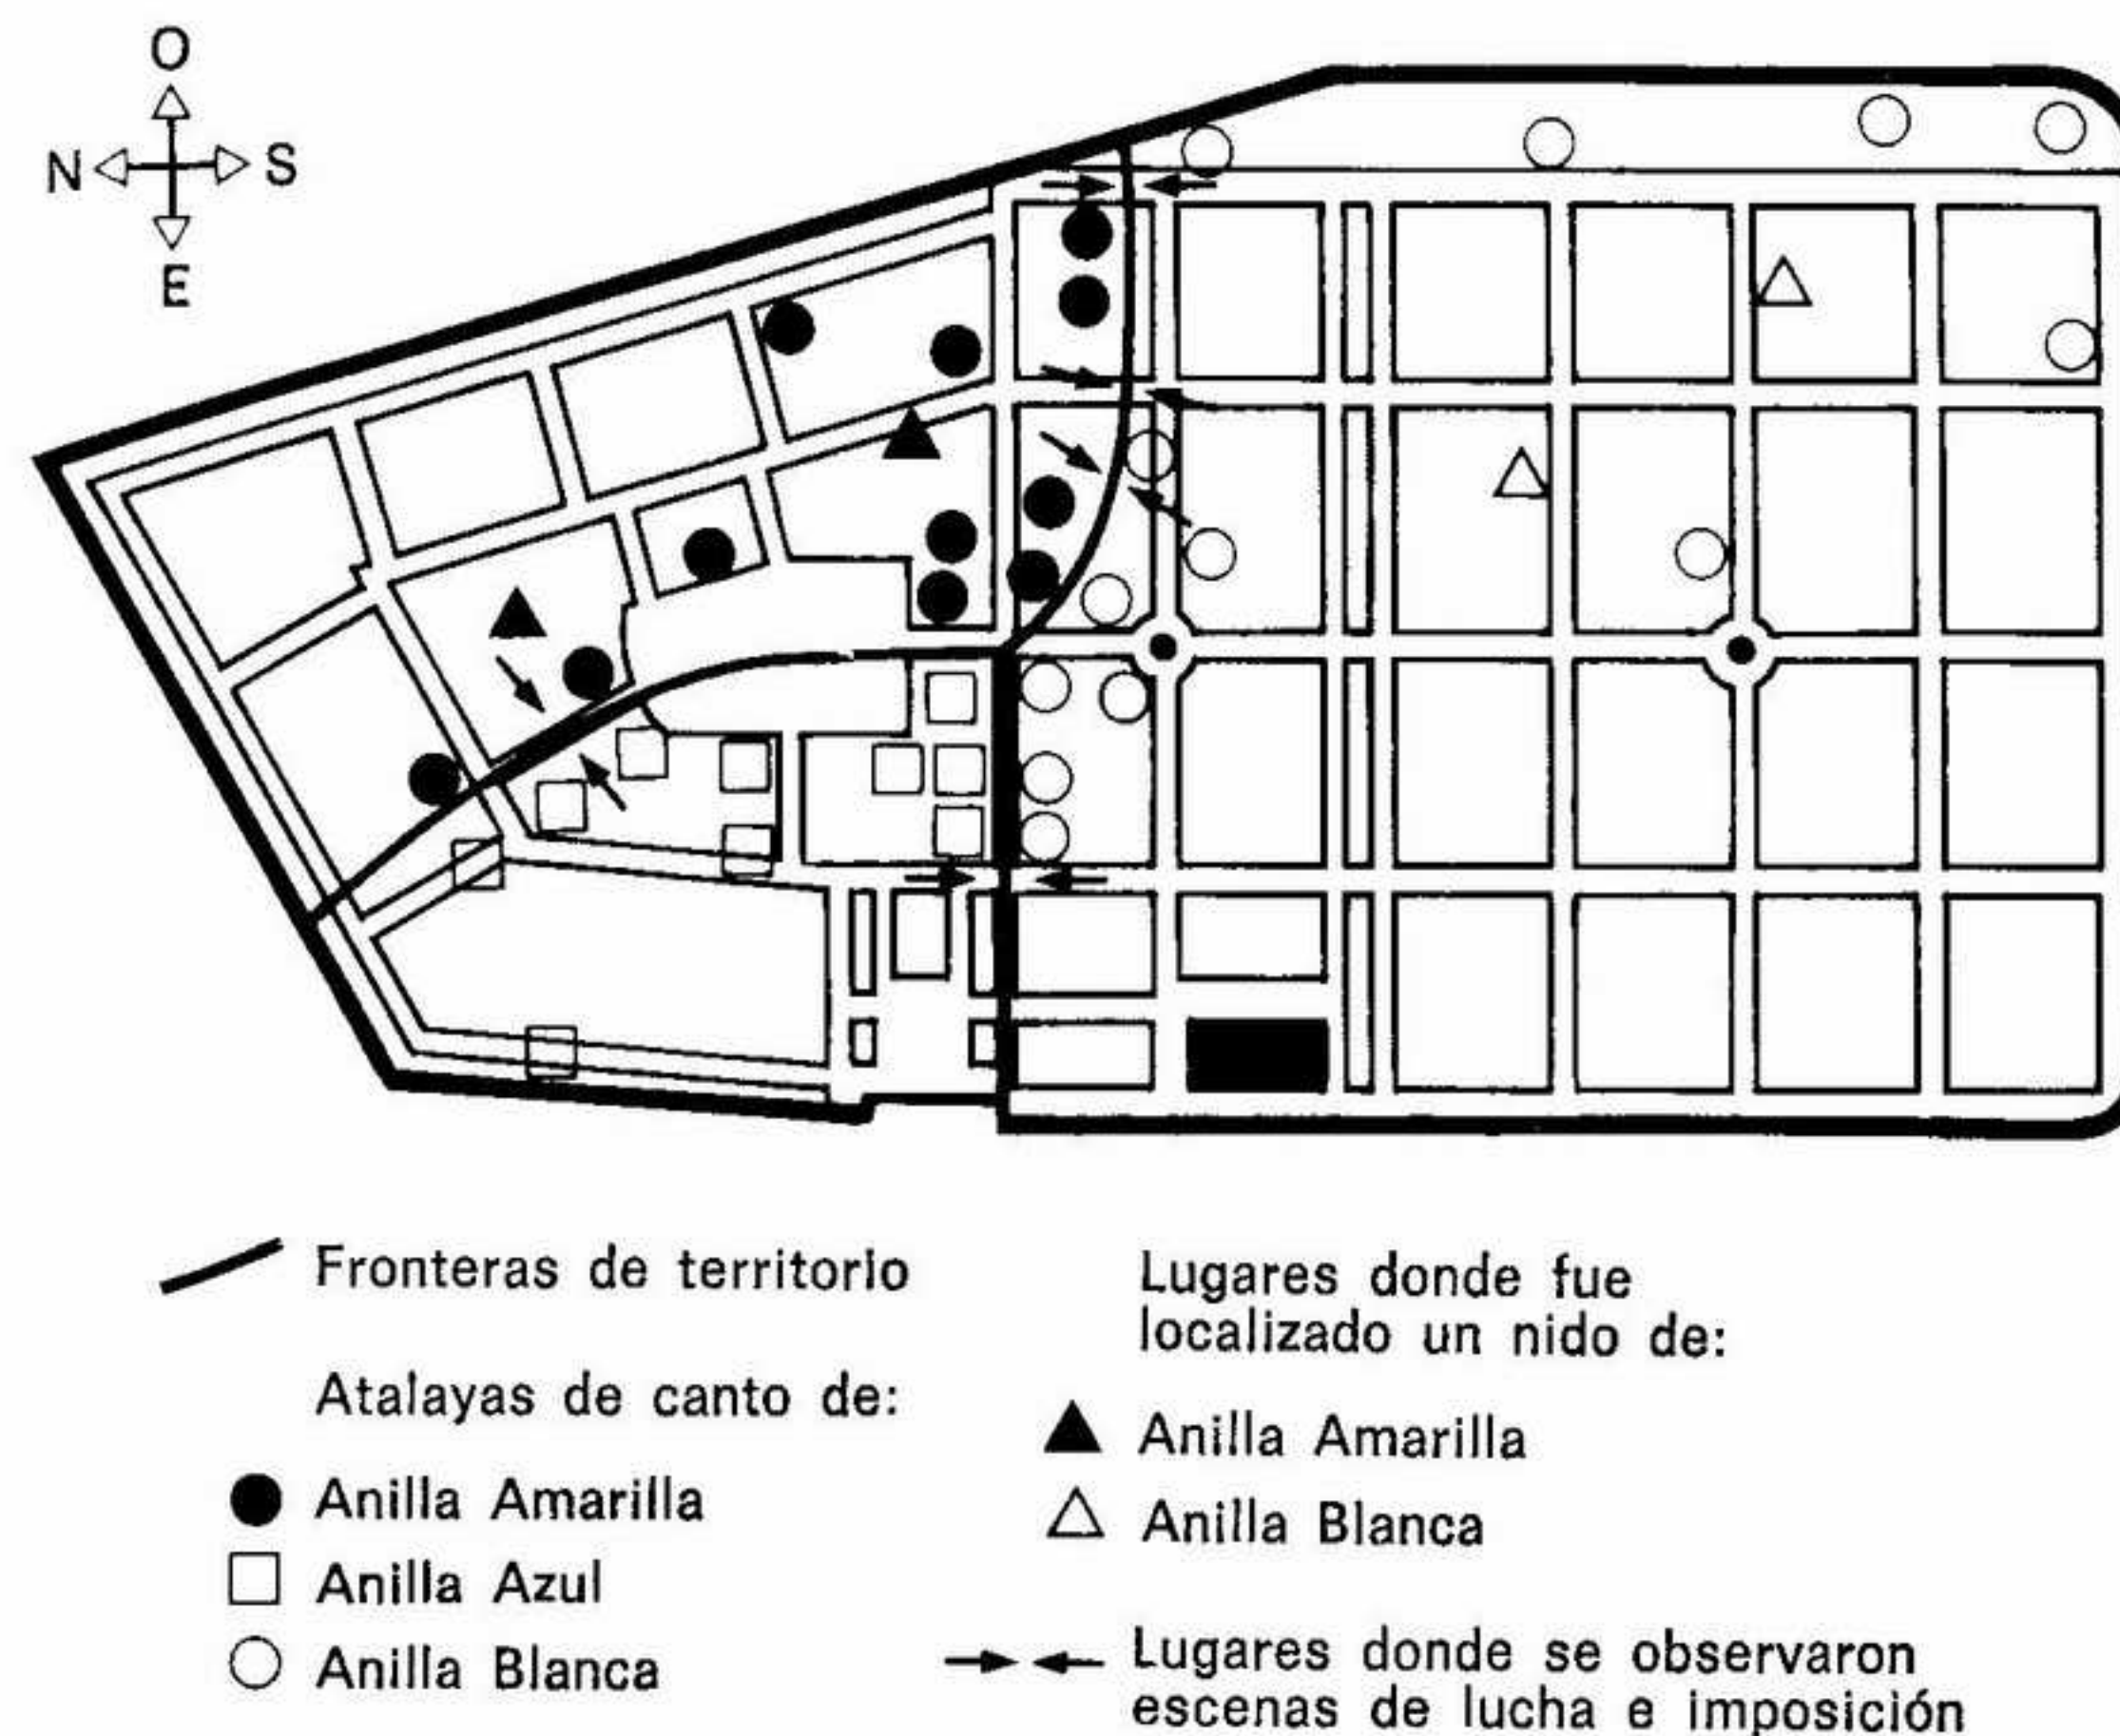 O
N S
E
Fronteras de territorio
Atalayas de canto de:
Anilla Amarilla
Anilla Azul
Anilla Blanca
Lugares donde fue
localizado un nido de:
Anilla Amarilla
Anilla Blanca
Lugares donde se observaron
escenas de lucha e imposición